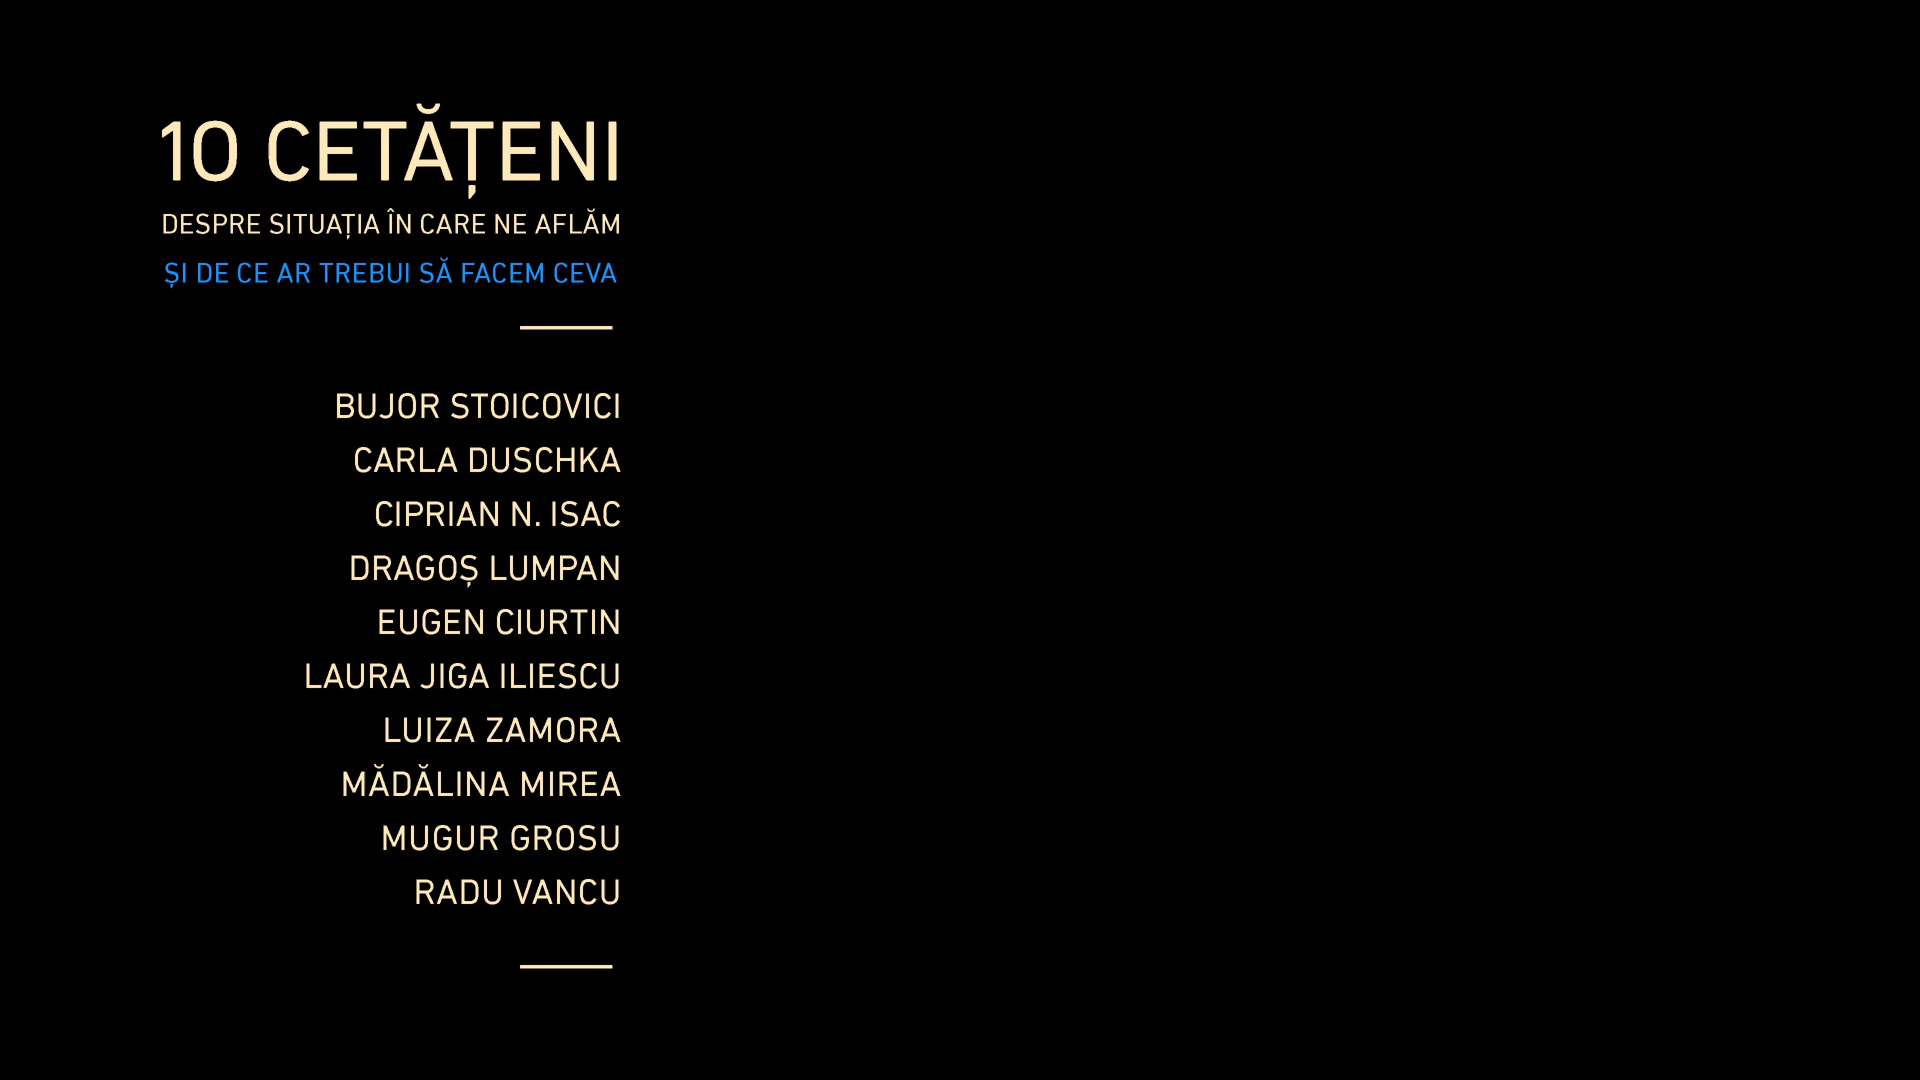 10 CETĂȚENI
DESPRE SITUAȚIA ÎN CARE NE AFLĂM
ȘI DE CE AR TREBUI SĂ FACEM CEVA
BUJOR STOICOVICI
CARLA DUSCHKA
CIPRIAN N. ISAC
DRAGOȘ LUMPAN
EUGEN CIURTIN
LAURA JIGA ILIESCU
LUIZA ZAMORA
MĂDĂLINA MIREA
MUGUR GROSU
RADU VANCU